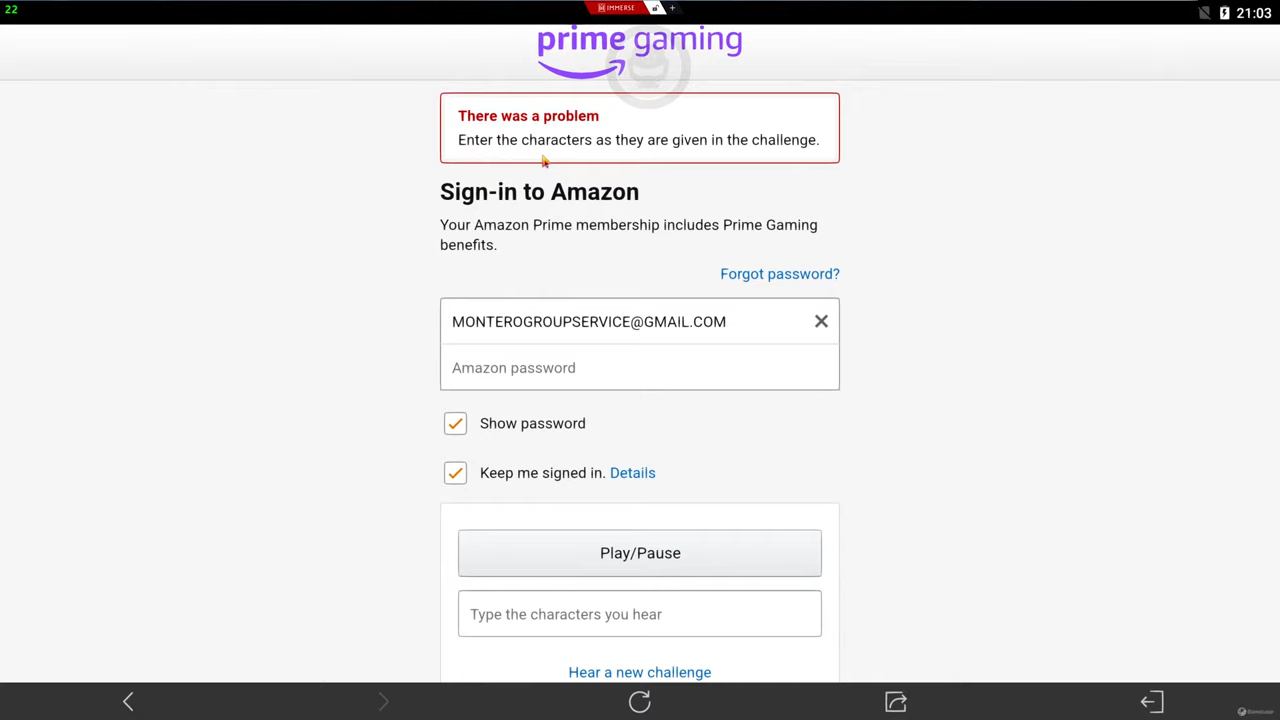 22
IMMERSE
21:03
prime gaming
There was a problem
Enter the characters as they are given in the challenge.
Sign-in to Amazon
Your Amazon Prime membership includes Prime Gaming
benefits.
Forgot password?
MONTEROGROUPSERVICE@GMAIL.COM
Amazon password
Show password
Keep me signed in. Details
Play/Pause
Type the characters you hear
Hear a new challenge